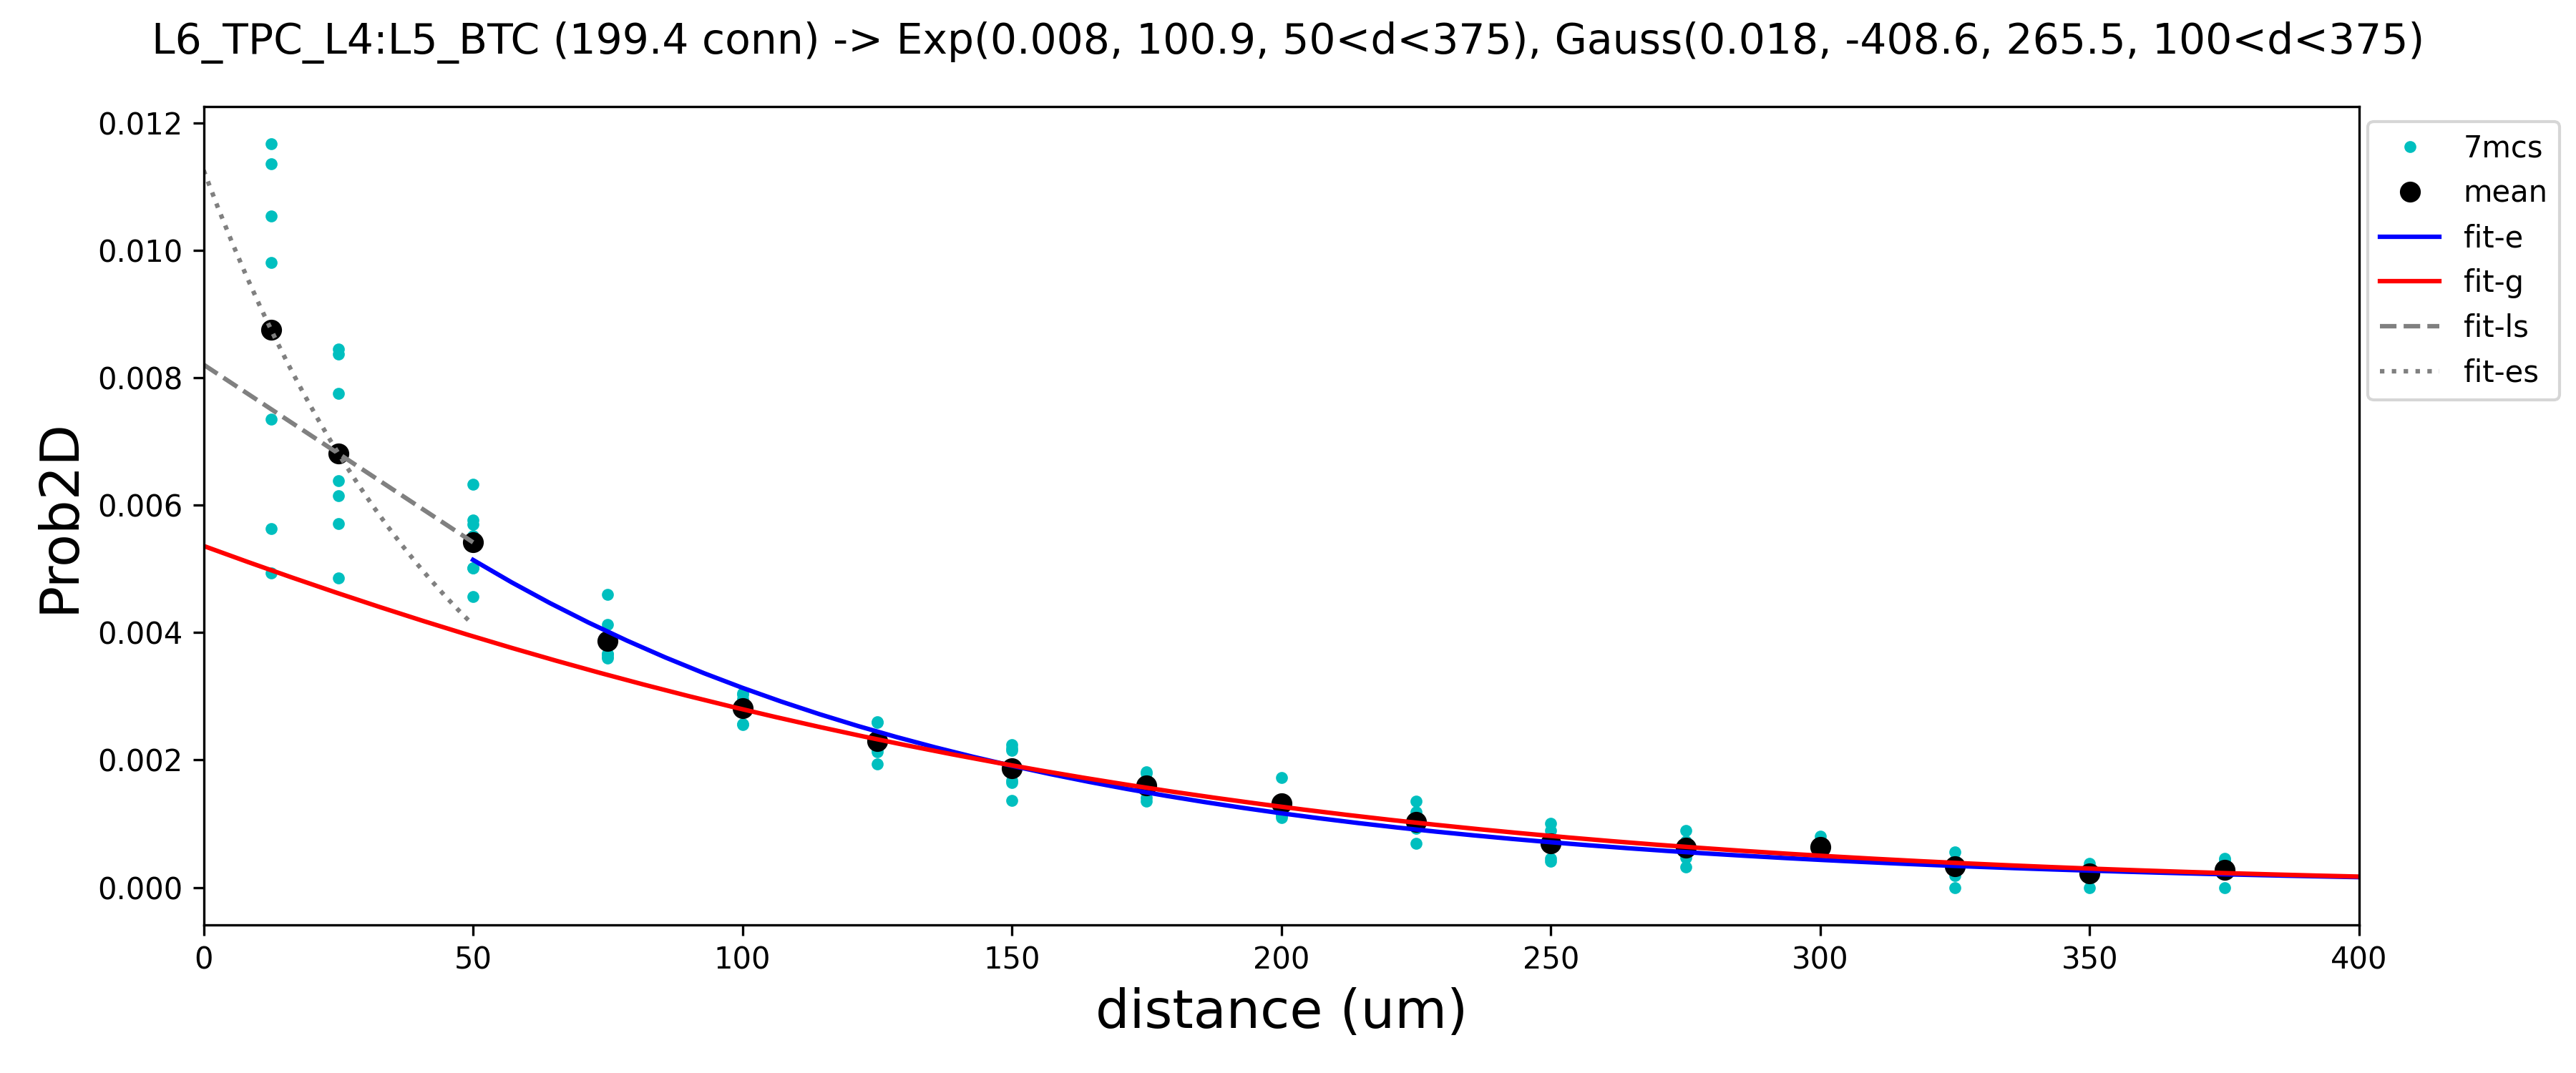 L6_TPC_L4:L5_BTC (199.4 conn) -> Exp(0.008, 100.9, 50<d<375), Gauss(0.018, -408.6, 265.5, 100<d<375)
0.012
0.010
0.008
0.006
0.004
0.002
0.000
Prob2D
0 50 100 150 200 250 300 350 400
distance (um)
7mcs
mean
fit-e
fit-g
fit-ls
fit-es